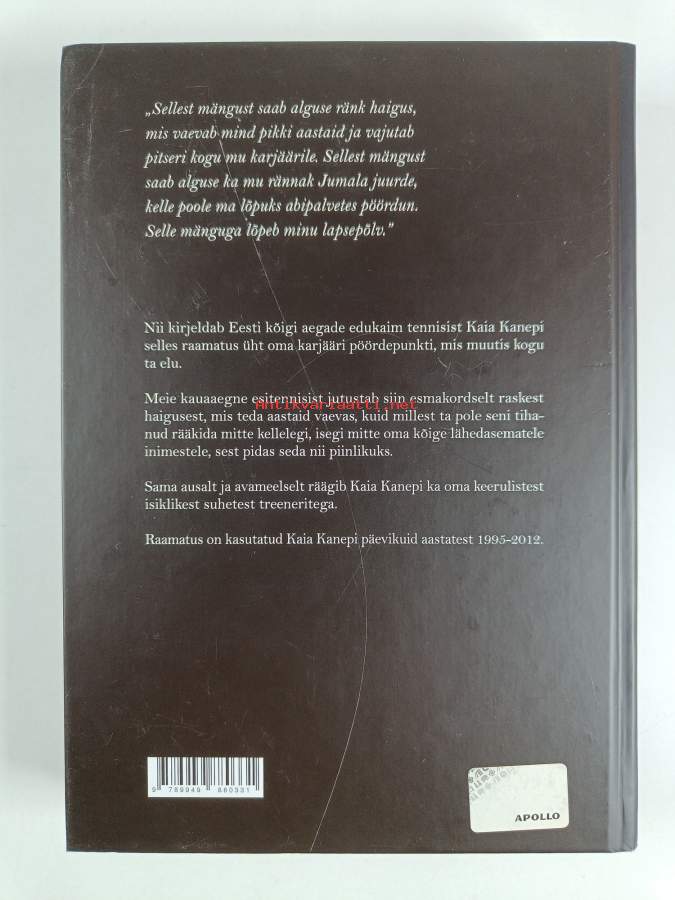 „Sellest mängust saab alguse ränk haigus,
mis vaevab mind pikki aastaid ja vajutab
pitseri kogu mu karjäärile. Sellest mängust
saab alguse ka mu rännak Jumala juurde,
kelle poole ma lõpuks abipalvetes pöördun.
Selle mänguga lõpeb minu lapsepõlv.”
Nii kirjeldab Eesti kõigi aegade edukaim tennisist Kaia Kanepi
selles raamatus üht oma karjääri pöördepunkti, mis muutis kogu
ta elu.
Meie kauaaegne esitennisist jutustab siin esmakordselt raskest
Antikvariaatti.net
haigusest, mis teda aastaid vaevas, kuid millest ta pole seni tiha-
nud rääkida mitte kellelegi, isegi mitte oma kõige lähedasematele
inimestele, sest pidas seda nii piinlikuks.
Sama ausalt ja avameelselt räägib Kaia Kanepi ka oma keerulistest
isiklikest suhetest treeneritega.
Raamatus on kasutatud Kaia Kanepi päevikuid aastatest 1995–2012.
9 789949 880331
APOLLO